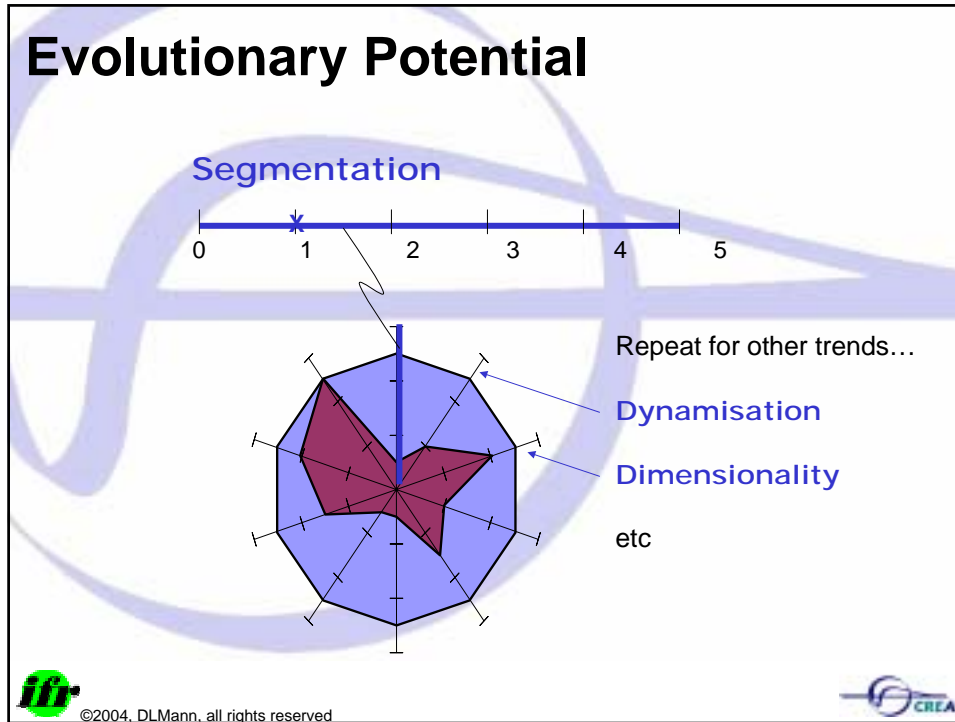 Evolutionary Potential
Segmentation
x
0 1 2 3 4 5
Repeat for other trends…
Dynamisation
Dimensionality
etc
ifr
©2004, DLMann, all rights reserved
CREA